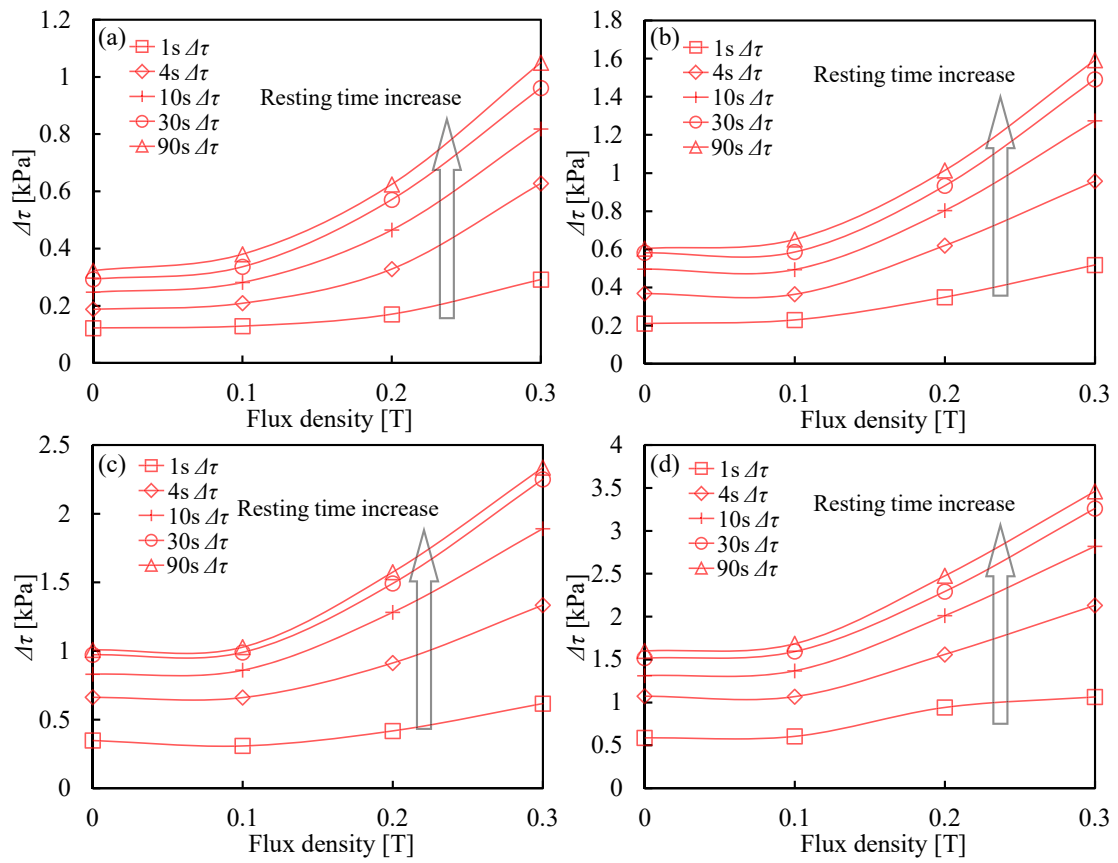 (a)
1s Δτ
4s Δτ
10s Δτ
30s Δτ
90s Δτ
Resting time increase
Δτ [kPa]
1.2
1
0.8
0.6
0.4
0.2
0
0 0.1 0.2 0.3
Flux density [T]
(b)
1s Δτ
4s Δτ
10s Δτ
30s Δτ
90s Δτ
Resting time increase
Δτ [kPa]
1.8
1.6
1.4
1.2
1
0.8
0.6
0.4
0.2
0
0 0.1 0.2 0.3
Flux density [T]
(c)
1s Δτ
4s Δτ
10s Δτ
30s Δτ
90s Δτ
Resting time increase
Δτ [kPa]
2.5
2
1.5
1
0.5
0
0 0.1 0.2 0.3
Flux density [T]
(d)
1s Δτ
4s Δτ
10s Δτ
30s Δτ
90s Δτ
Resting time increase
Δτ [kPa]
4
3.5
3
2.5
2
1.5
1
0.5
0
0 0.1 0.2 0.3
Flux density [T]